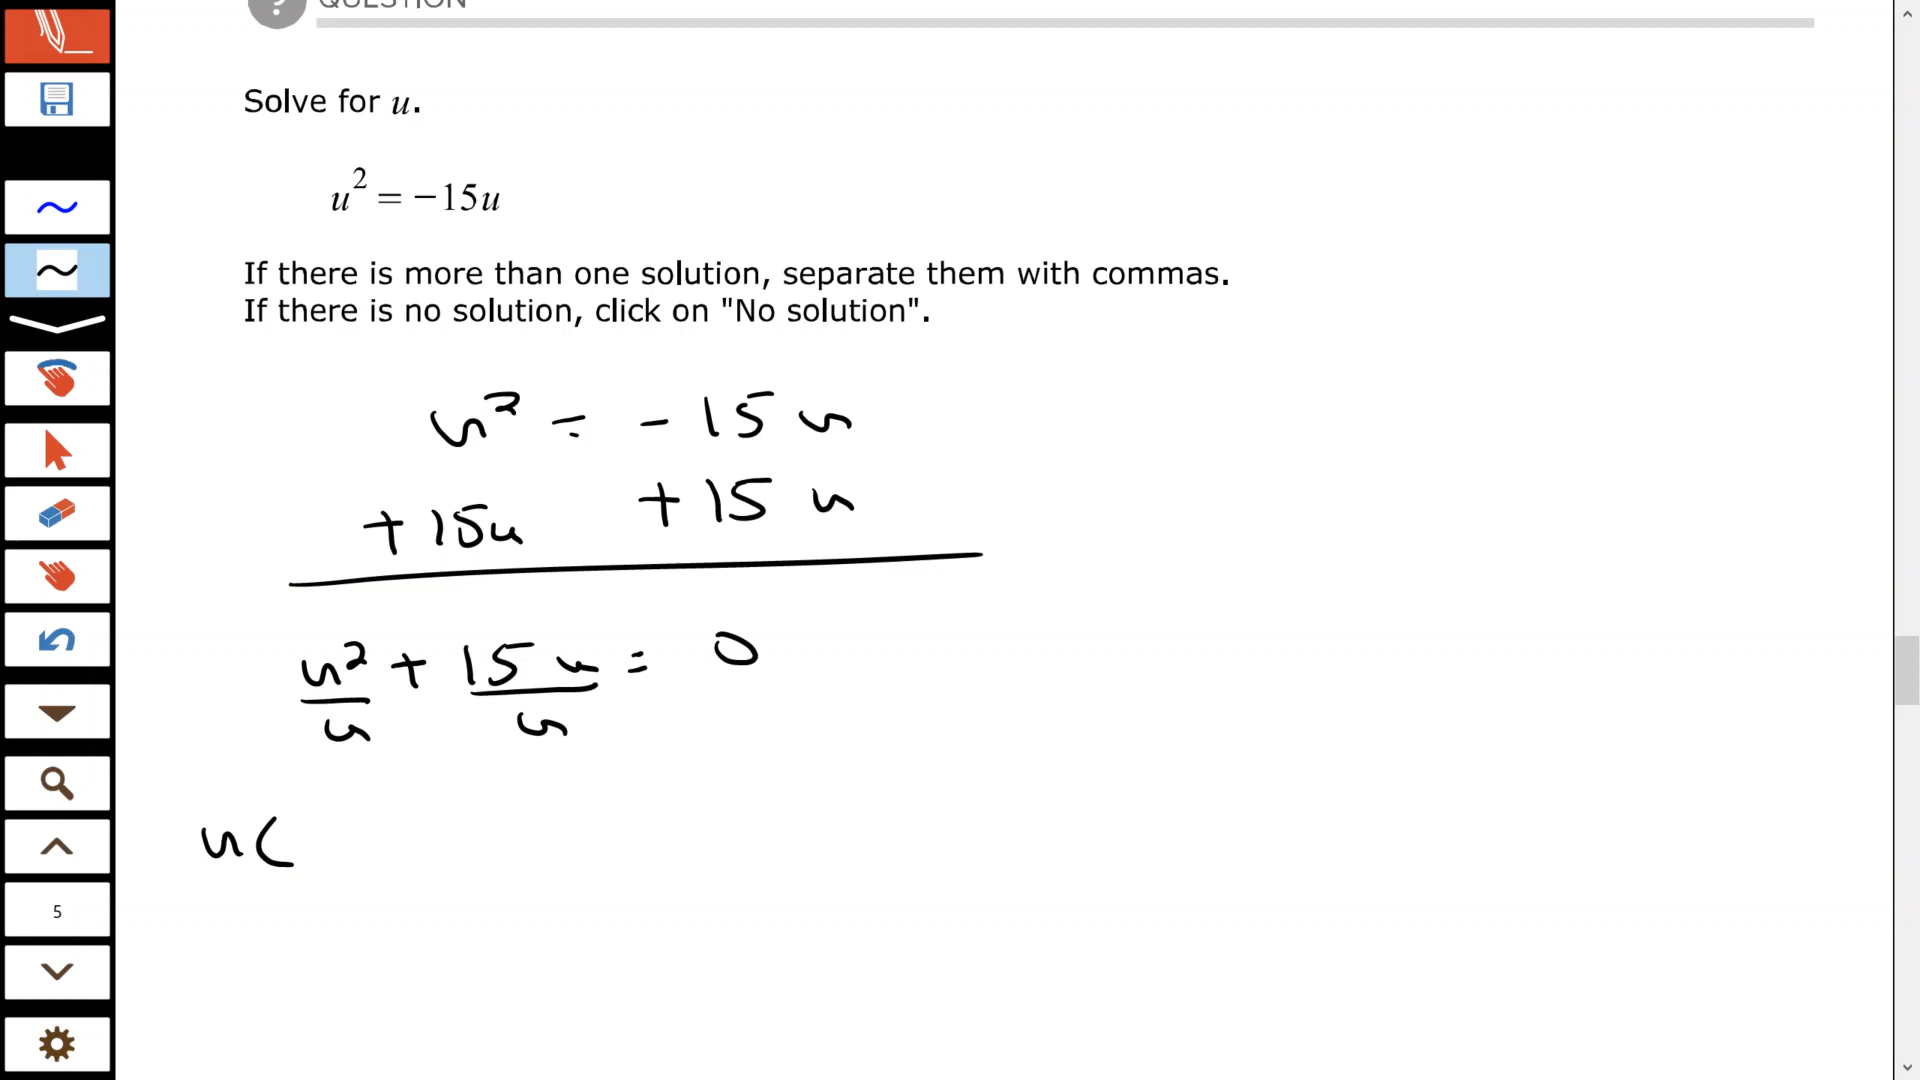 QUESTION
Solve for u.
u² = −15u
If there is more than one solution, separate them with commas.
If there is no solution, click on "No solution".
u² = - 15 u
+ 15u + 15 u
u² + 15 u = 0
u u
u(
5